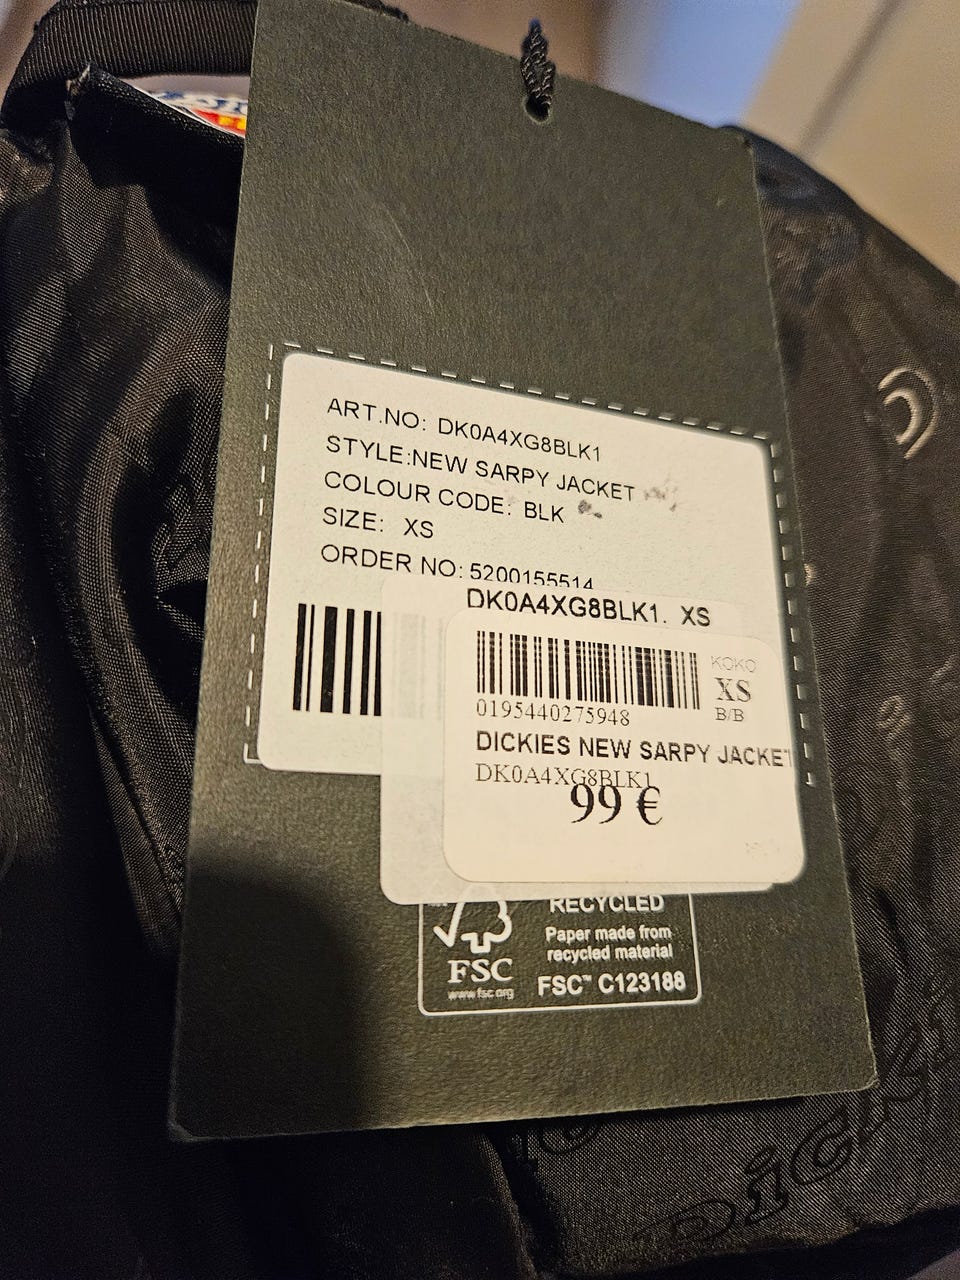 ART.NO: DK0A4XG8BLK1
STYLE:NEW SARPY JACKET
COLOUR CODE: BLK
SIZE: XS
ORDER NO: 5200155514
DK0A4XG8BLK1. XS
KOKO
XS
B/B
0195440275948
DICKIES NEW SARPY JACKET
DK0A4XG8BLK1
99 €
RECYCLED
Paper made from
recycled material
FSC™ C123188
FSC
www.fsc.org
Dickies